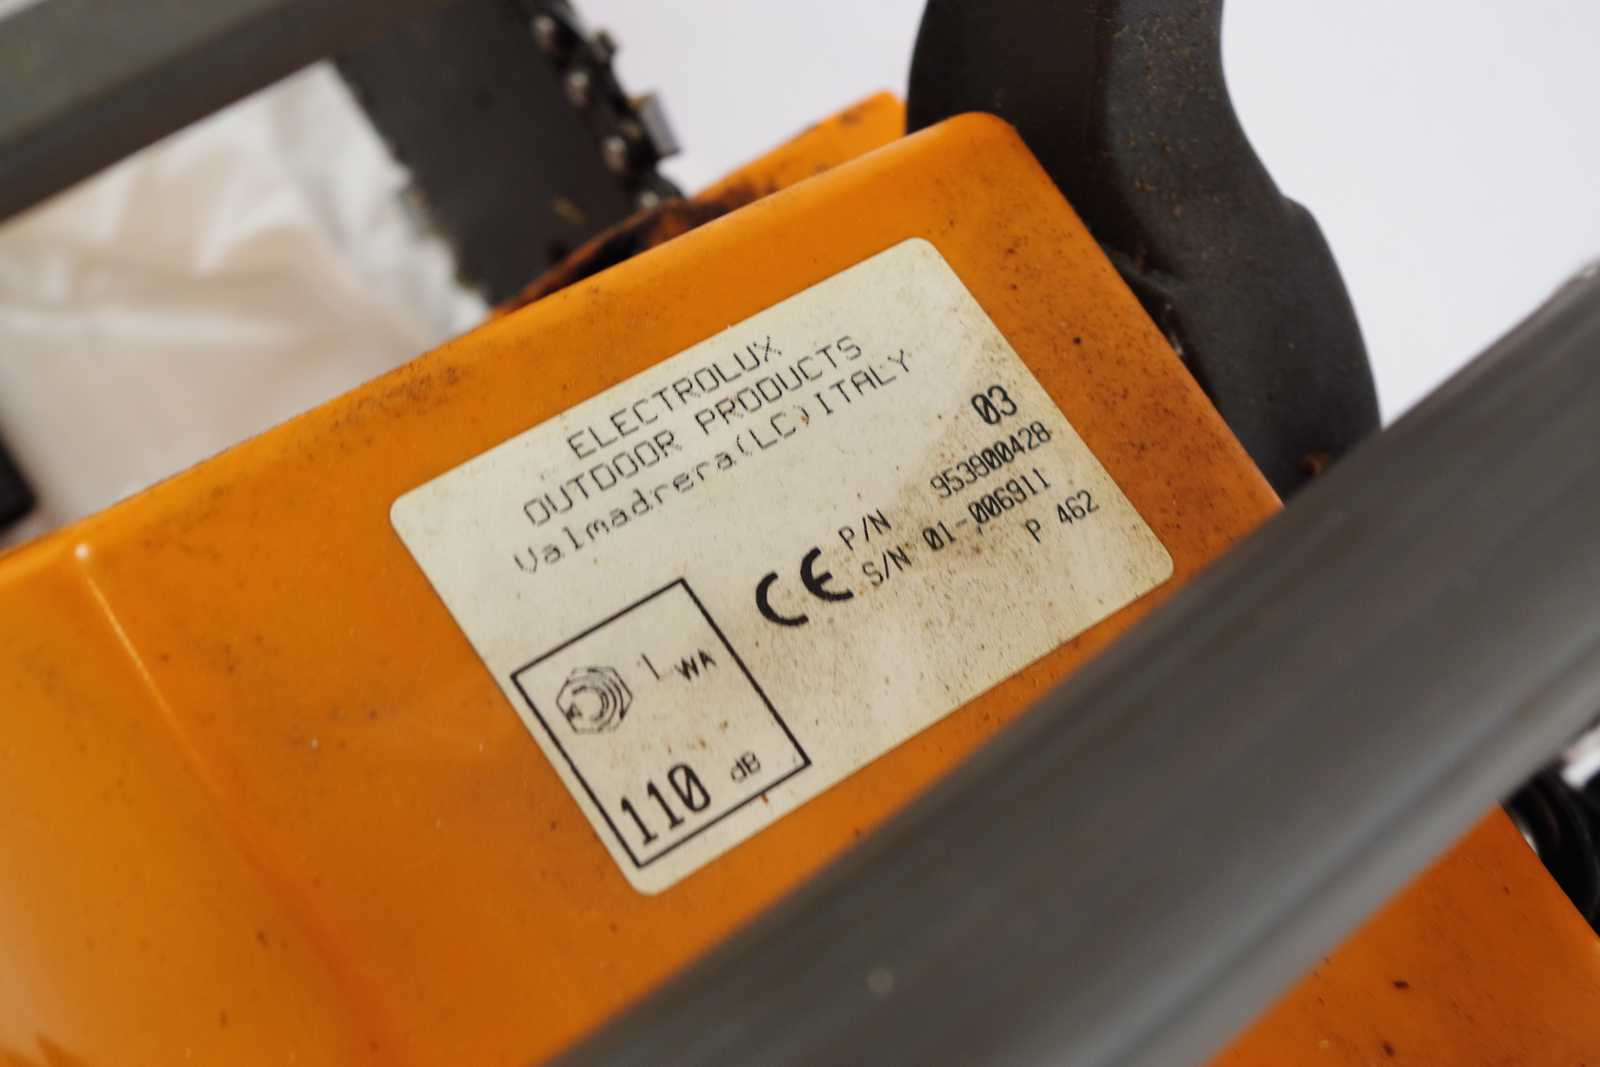 ELECTROLUX
OUTDOOR PRODUCTS
Valmadrera(LC)ITALY
03
P/N 953900428
S/N 01-006911
P 462
CE
LWA
110 dB